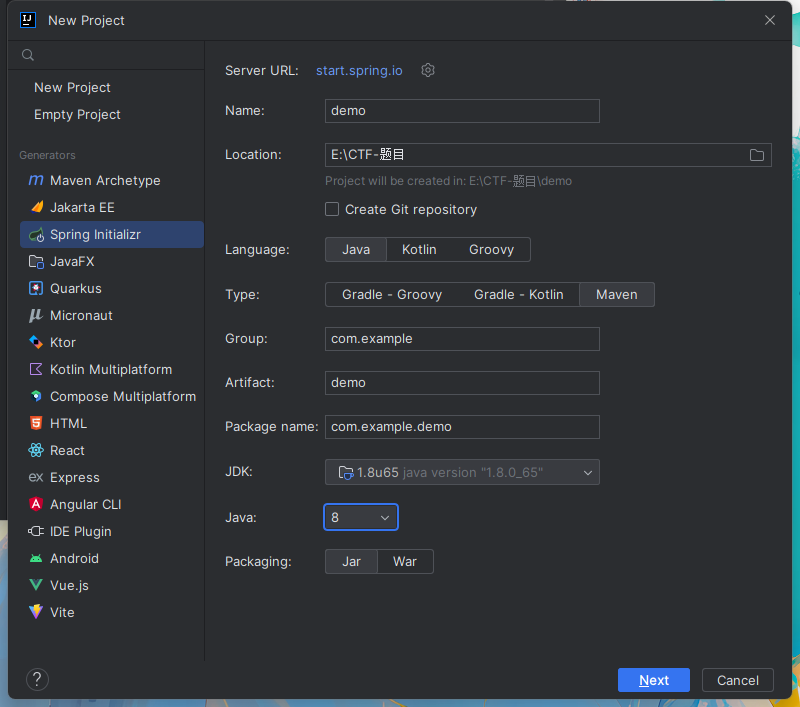 New Project
New Project
Empty Project
Generators
Maven Archetype
Jakarta EE
Spring Initializr
JavaFX
Quarkus
Micronaut
Ktor
Kotlin Multiplatform
Compose Multiplatform
HTML
React
Express
Angular CLI
IDE Plugin
Android
Vue.js
Vite
Server URL: start.spring.io
Name: demo
Location: E:\CTF-题目
Project will be created in: E:\CTF-题目\demo
Create Git repository
Language: Java Kotlin Groovy
Type: Gradle - Groovy Gradle - Kotlin Maven
Group: com.example
Artifact: demo
Package name: com.example.demo
JDK: 1.8u65 java version "1.8.0_65"
Java: 8
Packaging: Jar War
? Next Cancel